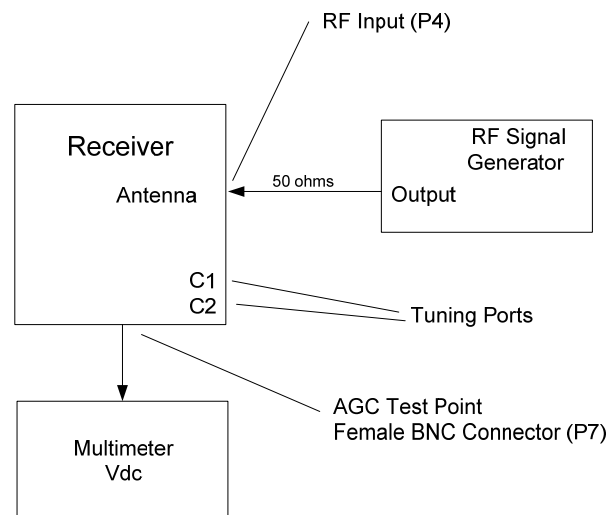 RF Input (P4)
Receiver
Antenna
50 ohms
RF Signal
Generator
Output
C1
C2
Tuning Ports
AGC Test Point
Female BNC Connector (P7)
Multimeter
Vdc